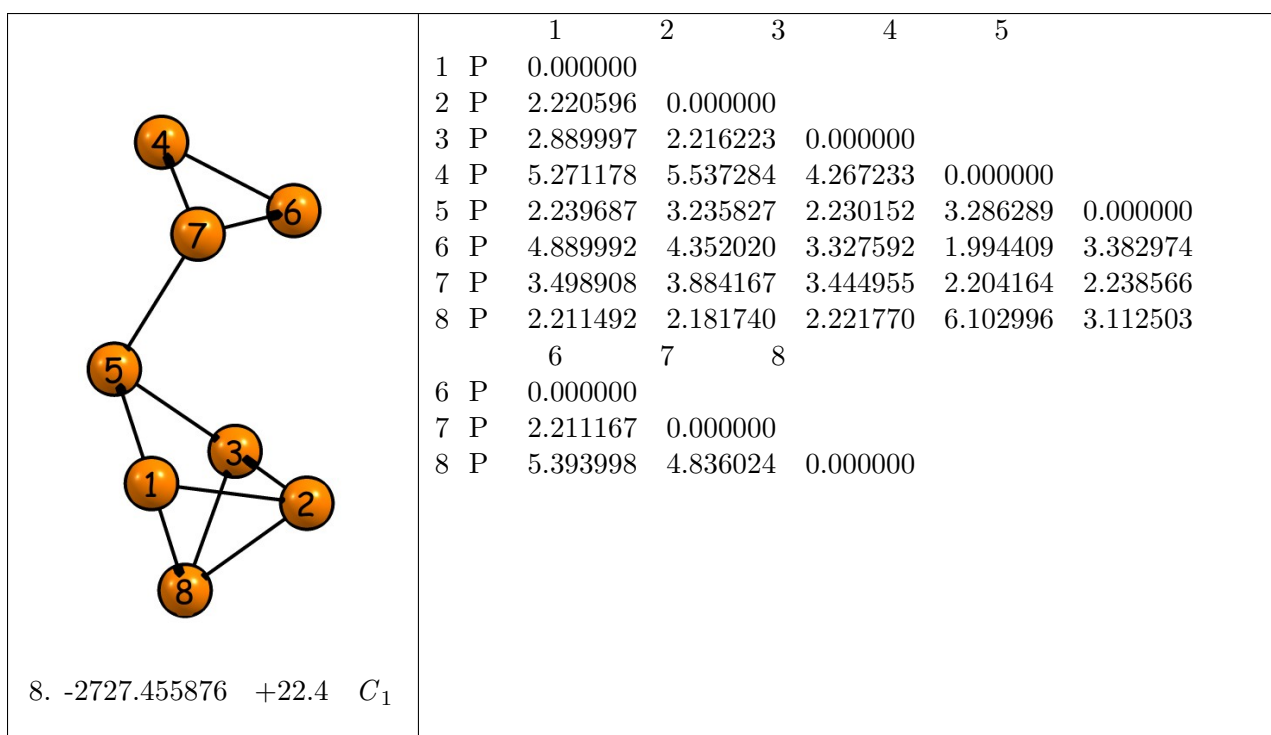 4
6
7
5
3
1
2
8
8. -2727.455876 +22.4 C1
1 2 3 4 5
1 P 0.000000
2 P 2.220596 0.000000
3 P 2.889997 2.216223 0.000000
4 P 5.271178 5.537284 4.267233 0.000000
5 P 2.239687 3.235827 2.230152 3.286289 0.000000
6 P 4.889992 4.352020 3.327592 1.994409 3.382974
7 P 3.498908 3.884167 3.444955 2.204164 2.238566
8 P 2.211492 2.181740 2.221770 6.102996 3.112503
6 7 8
6 P 0.000000
7 P 2.211167 0.000000
8 P 5.393998 4.836024 0.000000